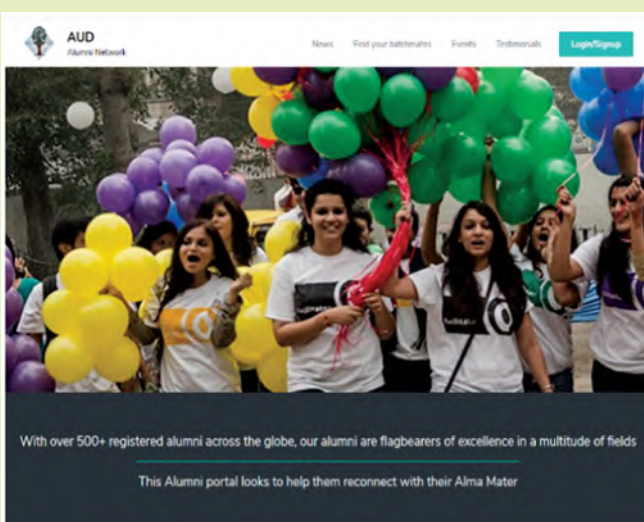 AUD
Alumni Network
News Find your batchmates Events Testimonials Login/Signup
With over 500+ registered alumni across the globe, our alumni are flagbearers of excellence in a multitude of fields
This Alumni portal looks to help them reconnect with their Alma Mater